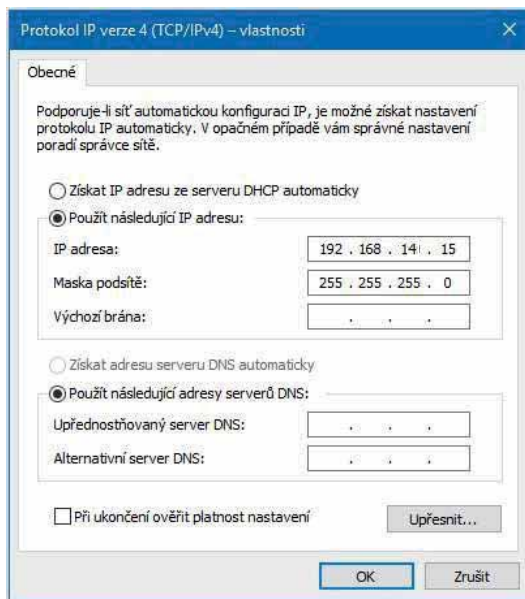 Protokol IP verze 4 (TCP/IPv4) – vlastnosti
Obecné
Podporuje-li síť automatickou konfiguraci IP, je možné získat nastavení
protokolu IP automaticky. V opačném případě vám správné nastavení
poradí správce sítě.
Získat IP adresu ze serveru DHCP automaticky
Použít následující IP adresu:
IP adresa: 192 . 168 . . 15
Maska podsítě: 255 . 255 . 255 . 0
Výchozí brána: . . .
Získat adresu serveru DNS automaticky
Použít následující adresy serverů DNS:
Upřednostňovaný server DNS: . . .
Alternativní server DNS: . . .
Při ukončení ověřit platnost nastavení
Upřesnit...
OK Zrušit